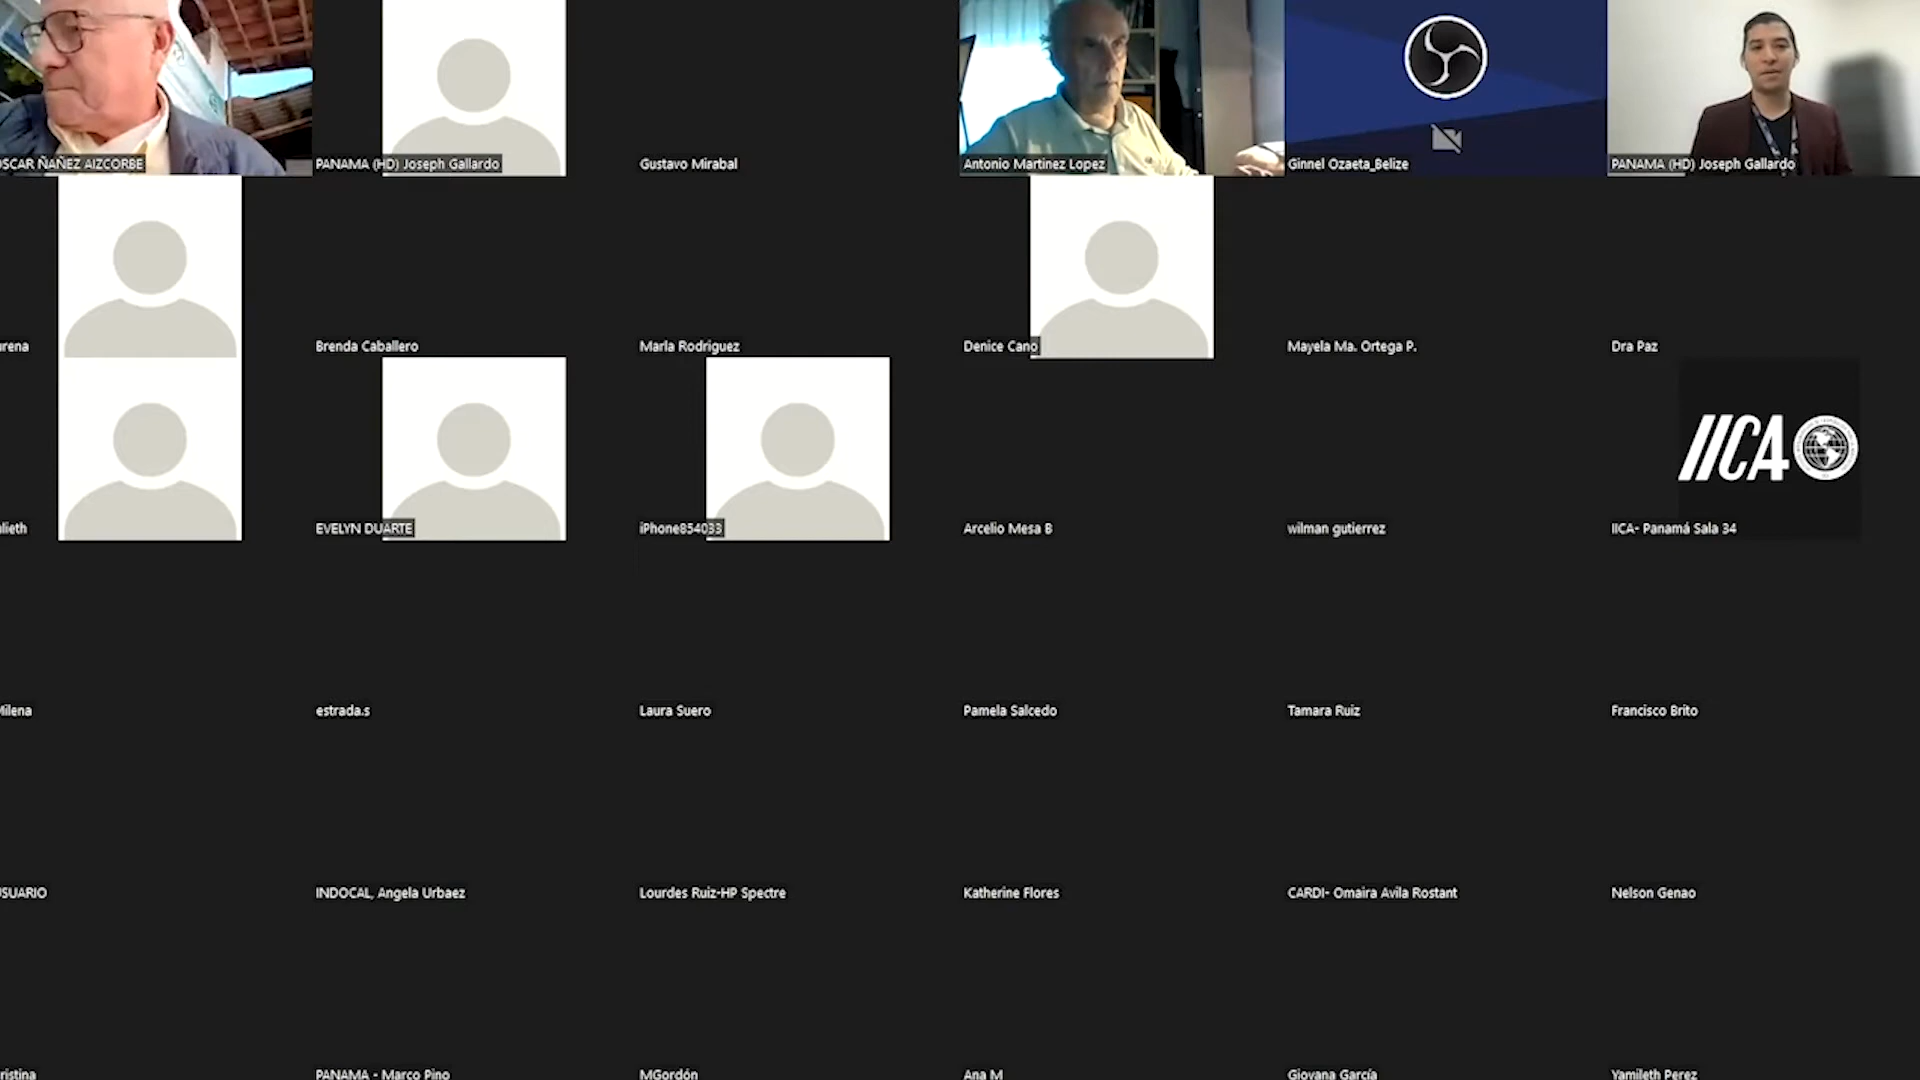 OSCAR ÑAÑEZ AIZCORBE
PANAMA (HD) Joseph Gallardo
Gustavo Mirabal
Antonio Martinez Lopez
Ginnel Ozaeta_Belize
PANAMA (HD) Joseph Gallardo
urena
Brenda Caballero
Marla Rodriguez
Denice Cano
Mayela Ma. Ortega P.
Dra Paz
IICA
lieth
EVELYN DUARTE
iPhone854033
Arcelio Mesa B
wilman gutierrez
IICA- Panamá Sala 34
Milena
estrada.s
Laura Suero
Pamela Salcedo
Tamara Ruiz
Francisco Brito
USUARIO
INDOCAL, Angela Urbaez
Lourdes Ruiz-HP Spectre
Katherine Flores
CARDI- Omaira Avila Rostant
Nelson Genao
ristina
PANAMA - Marco Pino
MGordón
Ana M
Giovana García
Yamileth Perez